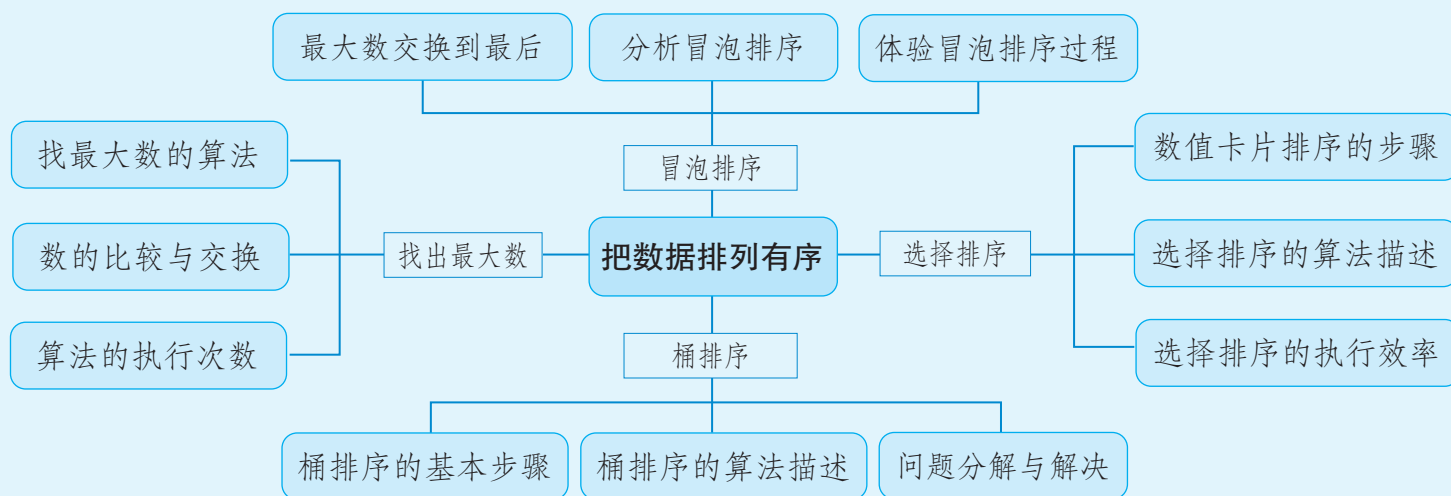 最大数交换到最后
分析冒泡排序
体验冒泡排序过程
冒泡排序
找最大数的算法
数的比较与交换
算法的执行次数
找出最大数
把数据排列有序
选择排序
数值卡片排序的步骤
选择排序的算法描述
选择排序的执行效率
桶排序
桶排序的基本步骤
桶排序的算法描述
问题分解与解决